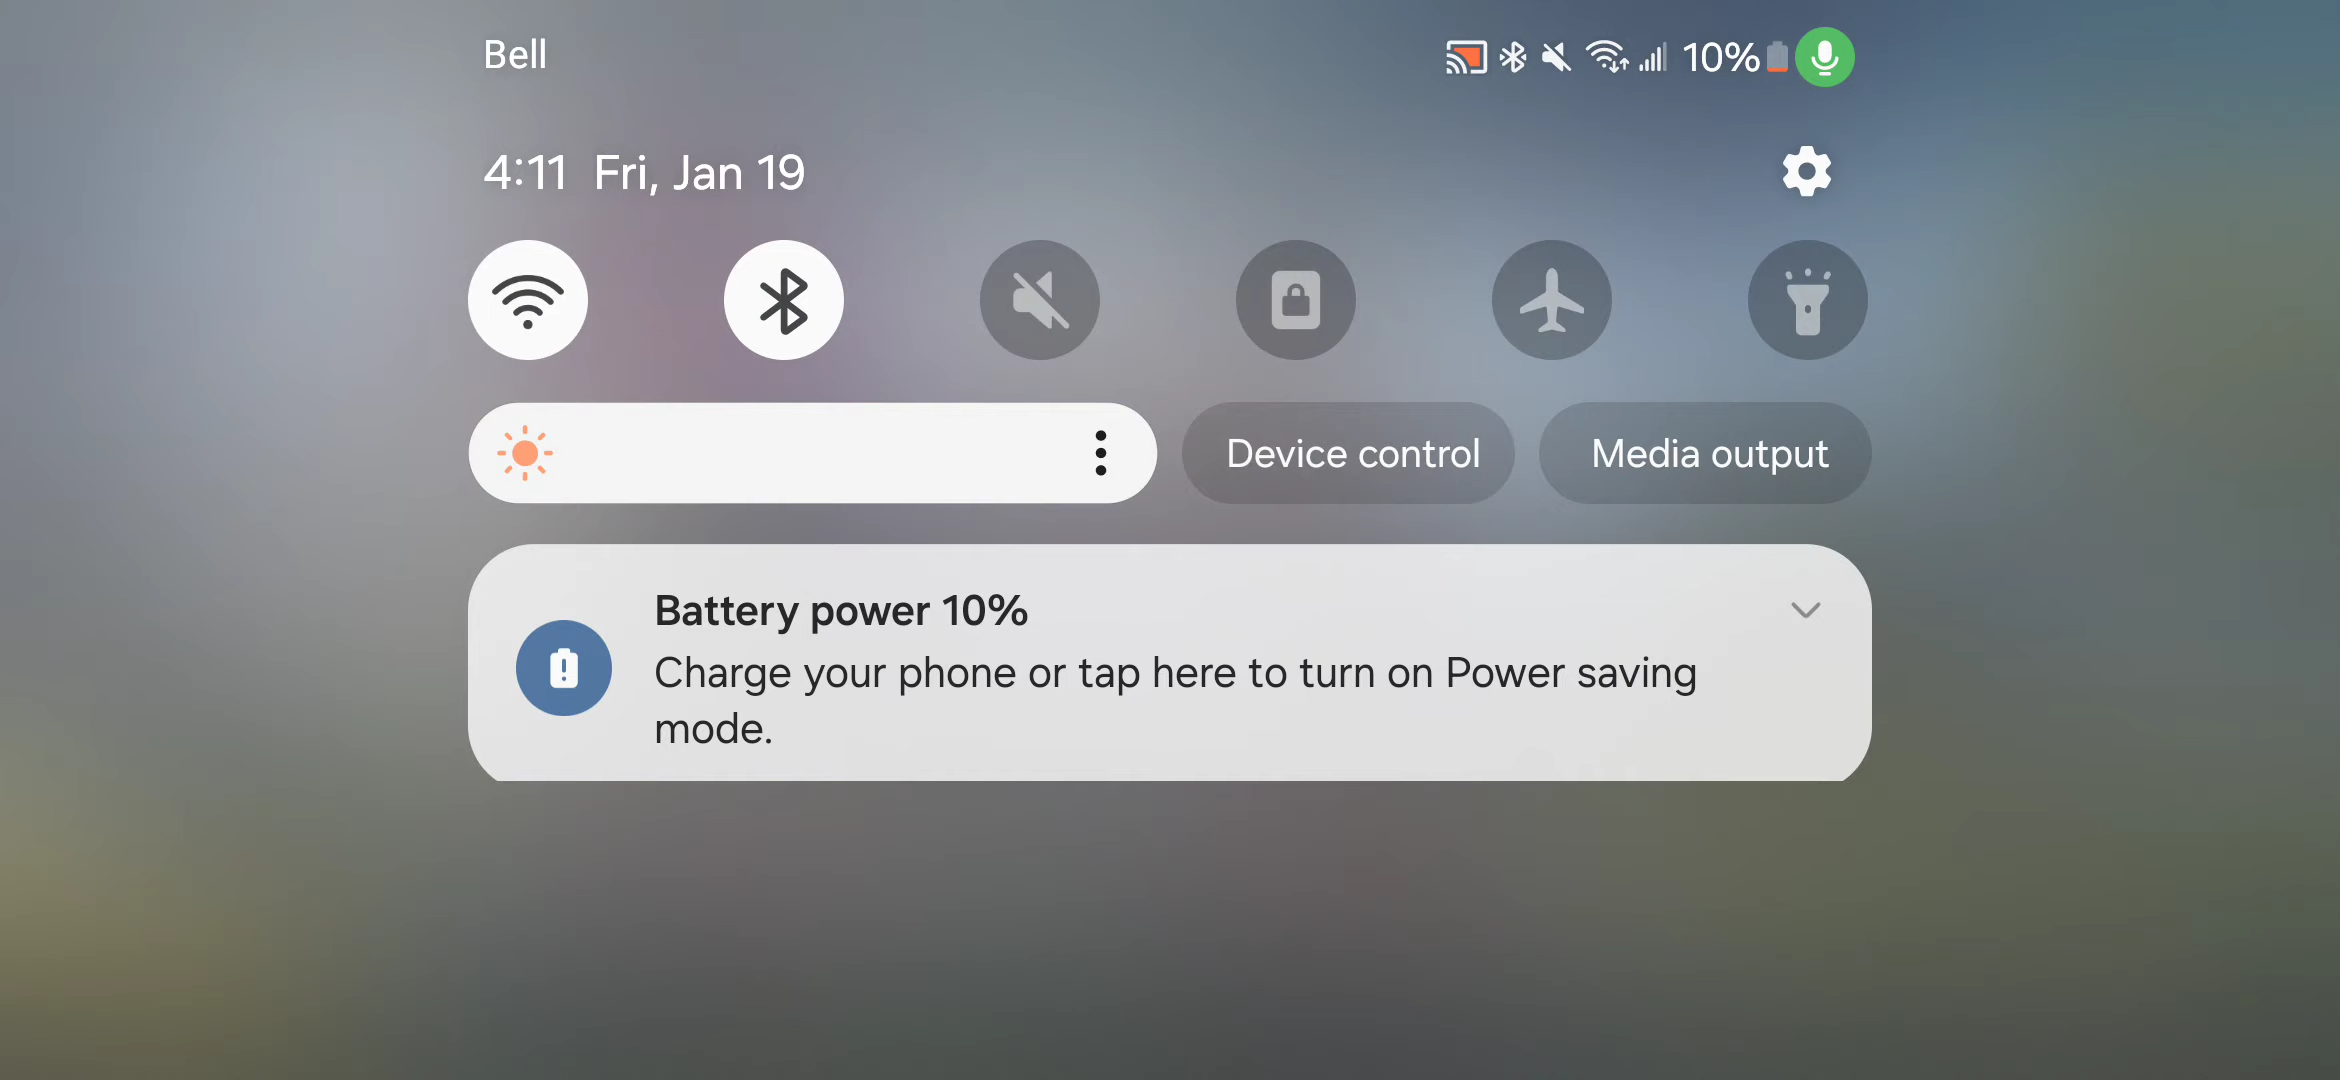 Bell
10%
4:11 Fri, Jan 19
Device control
Media output
Battery power 10%
Charge your phone or tap here to turn on Power saving
mode.